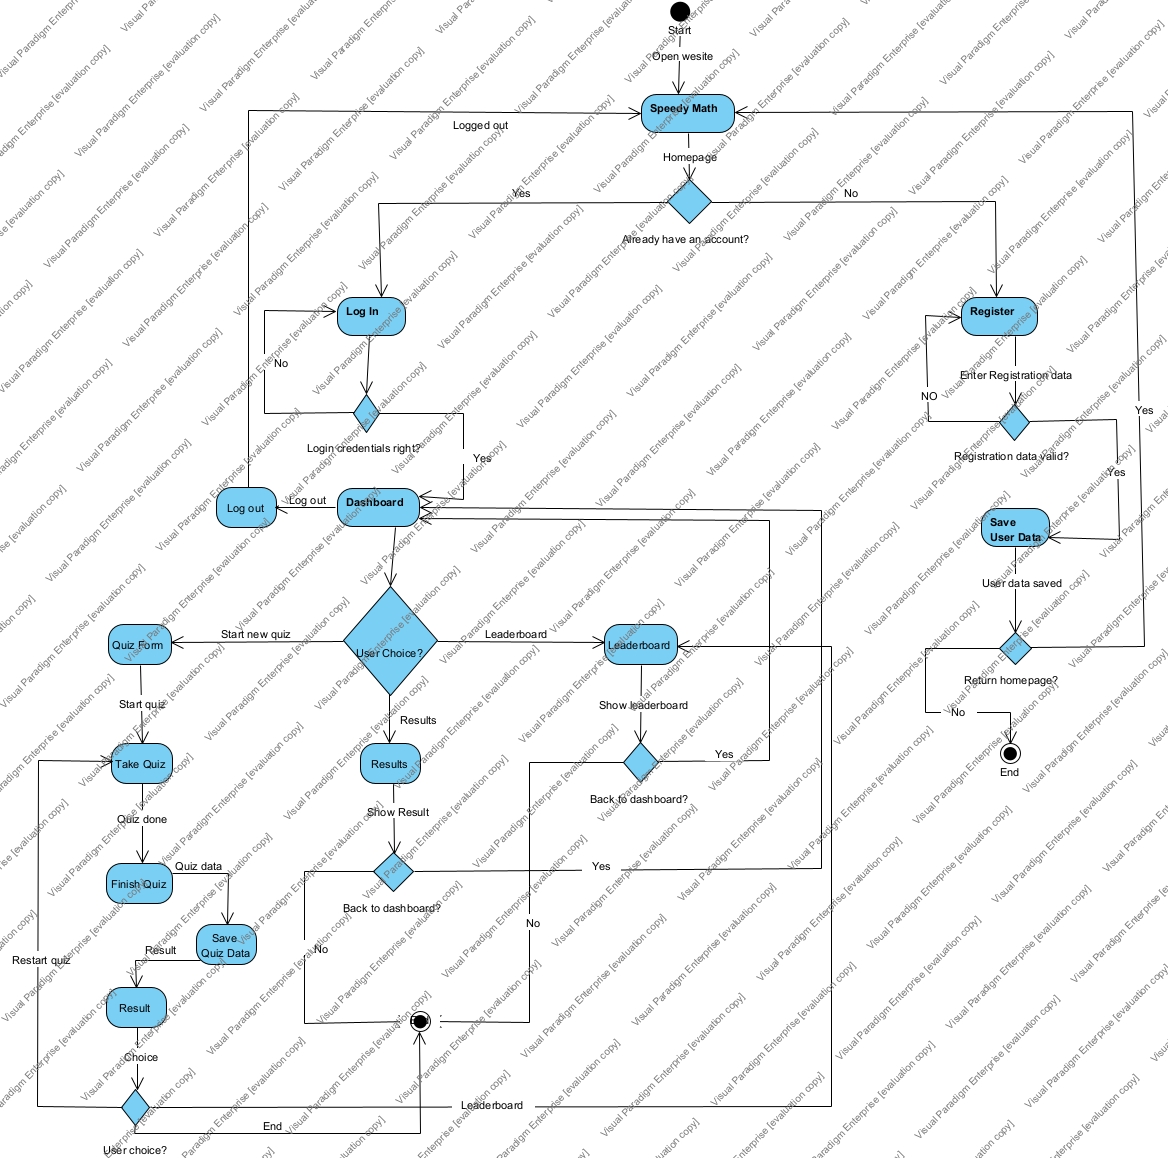 Start
Open wesite
Speedy Math
Logged out
Homepage
Yes
No
Already have an account?
Log In
Register
No
Enter Registration data
NO
Yes
Login credentials right?
Yes
Registration data valid?
Yes
Log out
Log out
Dashboard
Save
User Data
User data saved
Quiz Form
Start new quiz
User Choice?
Leaderboard
Leaderboard
Return homepage?
Start quiz
Results
Show leaderboard
No
Take Quiz
Results
Yes
End
Back to dashboard?
Quiz done
Show Result
Quiz data
Yes
Finish Quiz
Back to dashboard?
No
Save
Quiz Data
Result
No
Restart quiz
Result
Choice
Leaderboard
End
User choice?
Visual Paradigm Enterprise [evaluation copy]